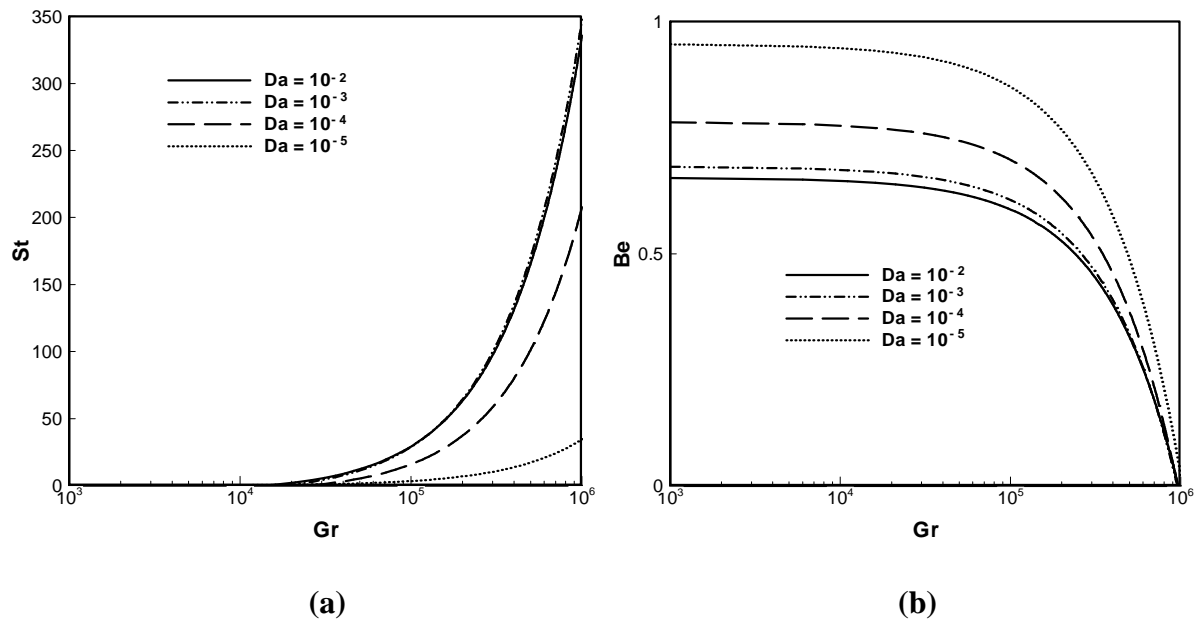 350
300
250
200
150
100
50
0
St
Da = 10⁻²
Da = 10⁻³
Da = 10⁻⁴
Da = 10⁻⁵
10³
10⁴
10⁵
10⁶
Gr
(a)
1
0.5
0
Be
Da = 10⁻²
Da = 10⁻³
Da = 10⁻⁴
Da = 10⁻⁵
10³
10⁴
10⁵
10⁶
Gr
(b)